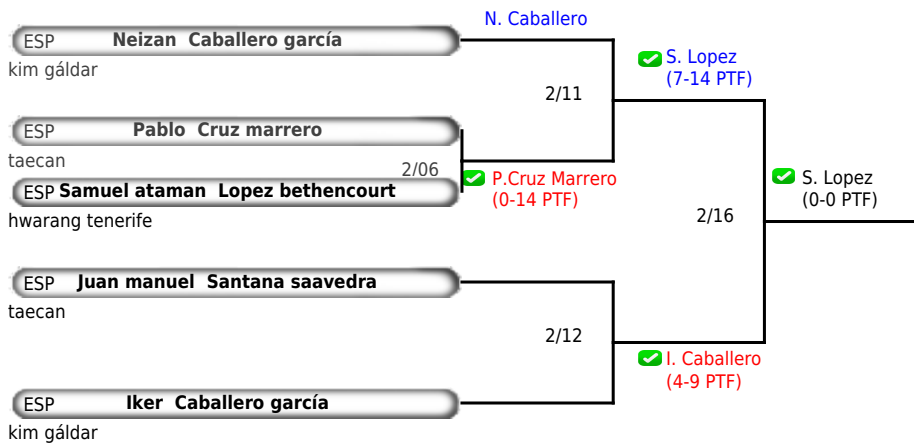 N. Caballero
ESP Neizan Caballero garcía
kim gáldar
S. Lopez
(7-14 PTF)
2/11
ESP Pablo Cruz marrero
taecan
2/06
P.Cruz Marrero
(0-14 PTF)
ESP Samuel ataman Lopez bethencourt
hwarang tenerife
S. Lopez
(0-0 PTF)
2/16
ESP Juan manuel Santana saavedra
taecan
2/12
I. Caballero
(4-9 PTF)
ESP Iker Caballero garcía
kim gáldar